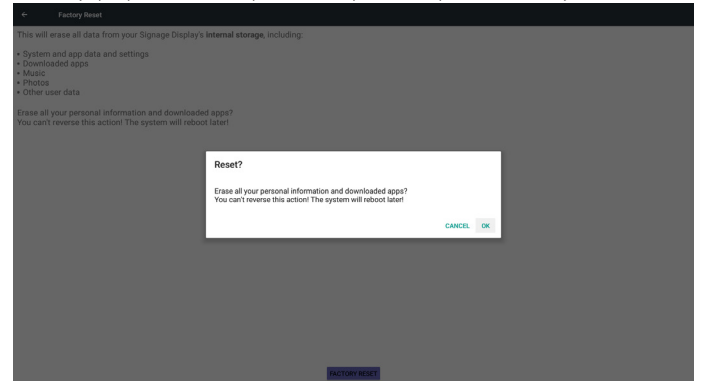 ← Factory Reset
This will erase all data from your Signage Display's internal storage, including:
• System and app data and settings
• Downloaded apps
• Music
• Photos
• Other user data
Erase all your personal information and downloaded apps?
You can't reverse this action! The system will reboot later!
Reset?
Erase all your personal information and downloaded apps?
You can't reverse this action! The system will reboot later!
CANCEL OK
FACTORY RESET